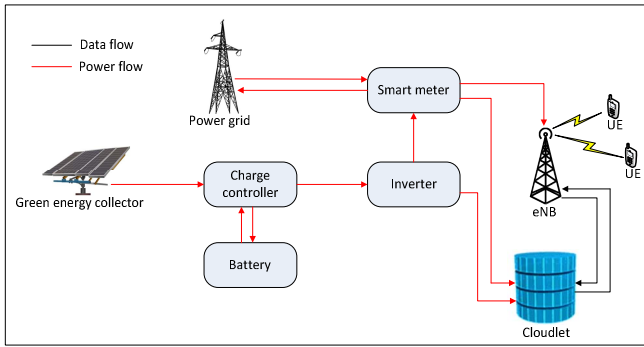 Data flow
Power flow
Power grid
Smart meter
UE
UE
Green energy collector
Charge
controller
Inverter
eNB
Battery
Cloudlet